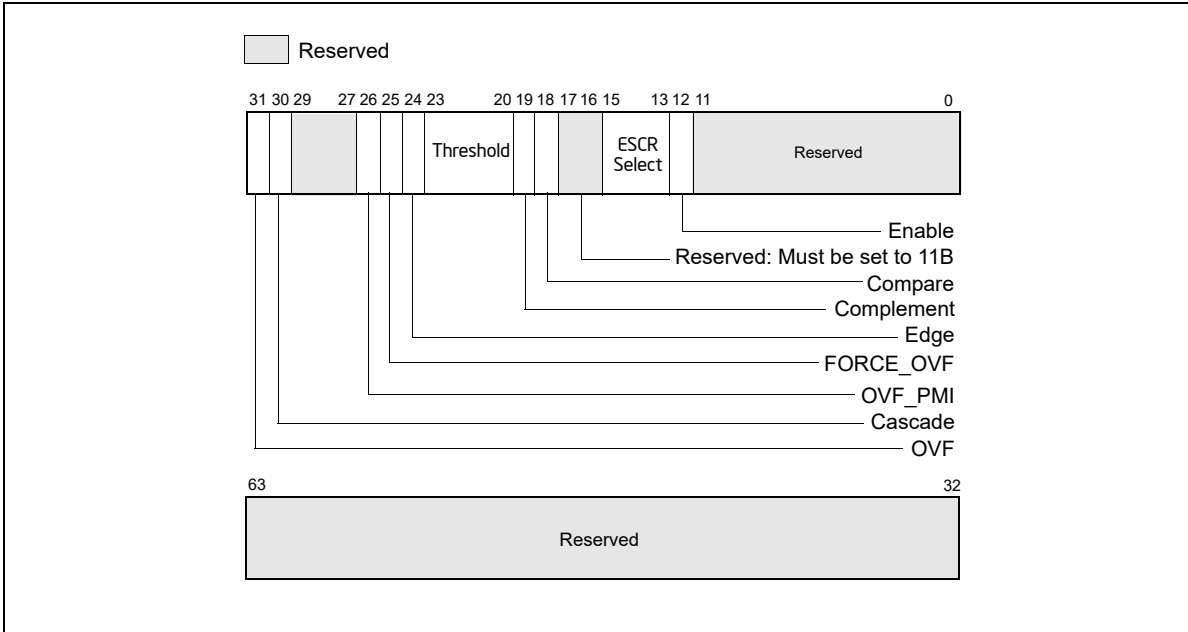 Reserved
31 30 29 27 26 25 24 23 20 19 18 17 16 15 13 12 11 0
Threshold
ESCR
Select
Reserved
Enable
Reserved: Must be set to 11B
Compare
Complement
Edge
FORCE_OVF
OVF_PMI
Cascade
OVF
63 32
Reserved